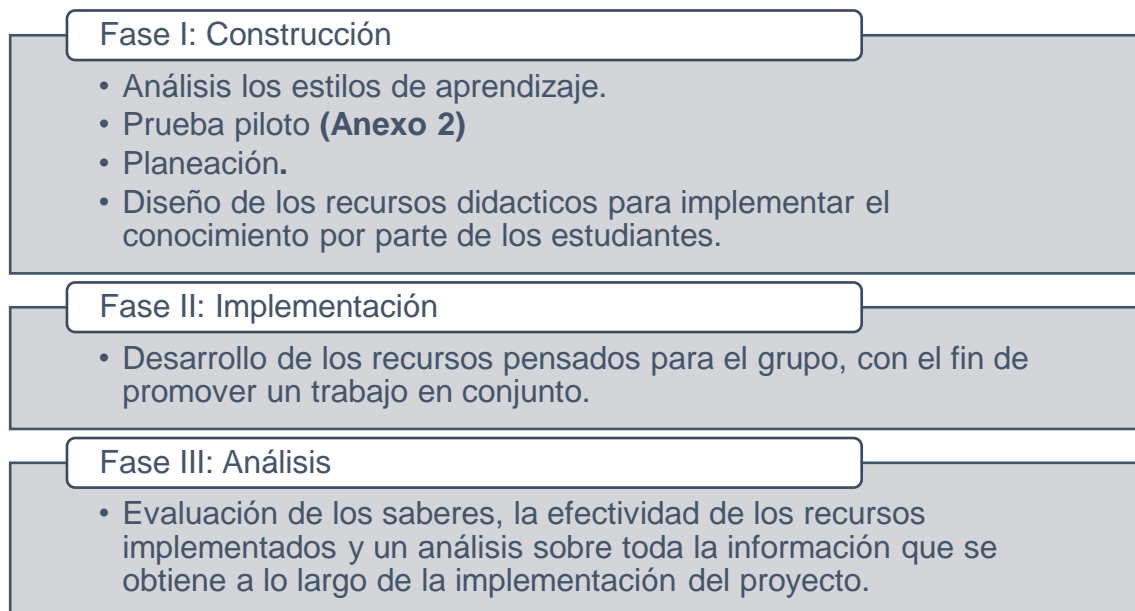 Fase I: Construcción
• Análisis los estilos de aprendizaje.
• Prueba piloto (Anexo 2)
• Planeación.
• Diseño de los recursos didacticos para implementar el
conocimiento por parte de los estudiantes.
Fase II: Implementación
• Desarrollo de los recursos pensados para el grupo, con el fin de
promover un trabajo en conjunto.
Fase III: Análisis
• Evaluación de los saberes, la efectividad de los recursos
implementados y un análisis sobre toda la información que se
obtiene a lo largo de la implementación del proyecto.